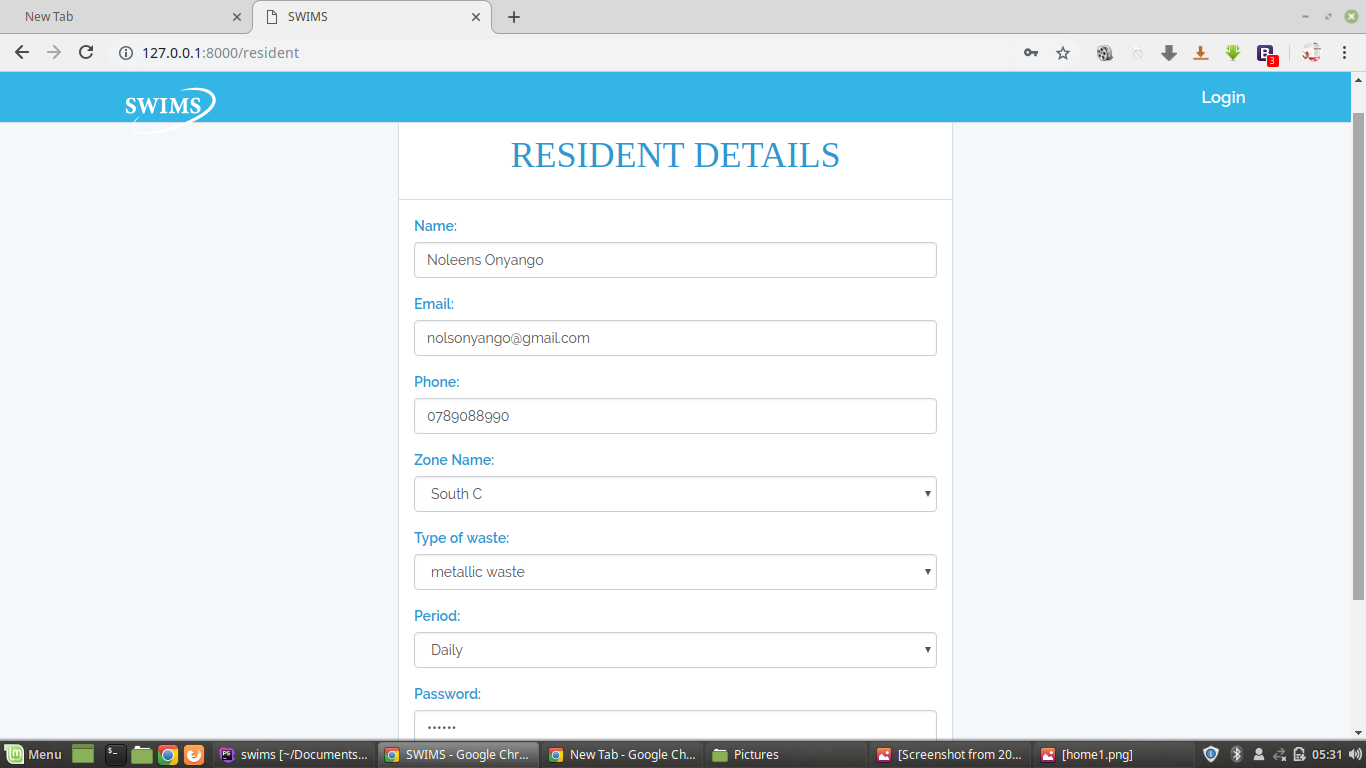 New Tab
SWIMS
127.0.0.1:8000/resident
B
3
SWIMS
Login
RESIDENT DETAILS
Name:
Noleens Onyango
Email:
nolsonyango@gmail.com
Phone:
0789088990
Zone Name:
South C
Type of waste:
metallic waste
Period:
Daily
Password:
••••••
Menu
swims [~/Documents...
SWIMS - Google Chr...
New Tab - Google Ch...
Pictures
[Screenshot from 20...
[home1.png]
05:31